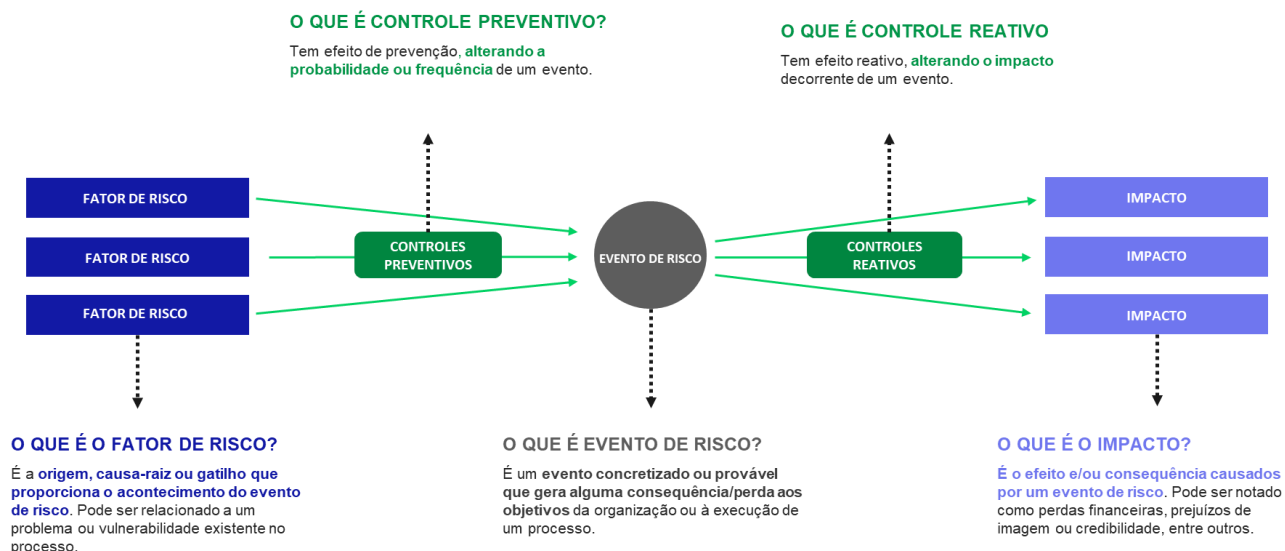 O QUE É CONTROLE PREVENTIVO?
Tem efeito de prevenção, alterando a
probabilidade ou frequência de um evento.
O QUE É CONTROLE REATIVO
Tem efeito reativo, alterando o impacto
decorrente de um evento.
FATOR DE RISCO
FATOR DE RISCO
FATOR DE RISCO
CONTROLES
PREVENTIVOS
EVENTO DE RISCO
CONTROLES
REATIVOS
IMPACTO
IMPACTO
IMPACTO
O QUE É O FATOR DE RISCO?
É a origem, causa-raiz ou gatilho que
proporciona o acontecimento do evento
de risco. Pode ser relacionado a um
problema ou vulnerabilidade existente no
processo.
O QUE É EVENTO DE RISCO?
É um evento concretizado ou provável
que gera alguma consequência/perda aos
objetivos da organização ou à execução de
um processo.
O QUE É O IMPACTO?
É o efeito e/ou consequência causados
por um evento de risco. Pode ser notado
como perdas financeiras, prejuízos de
imagem ou credibilidade, entre outros.